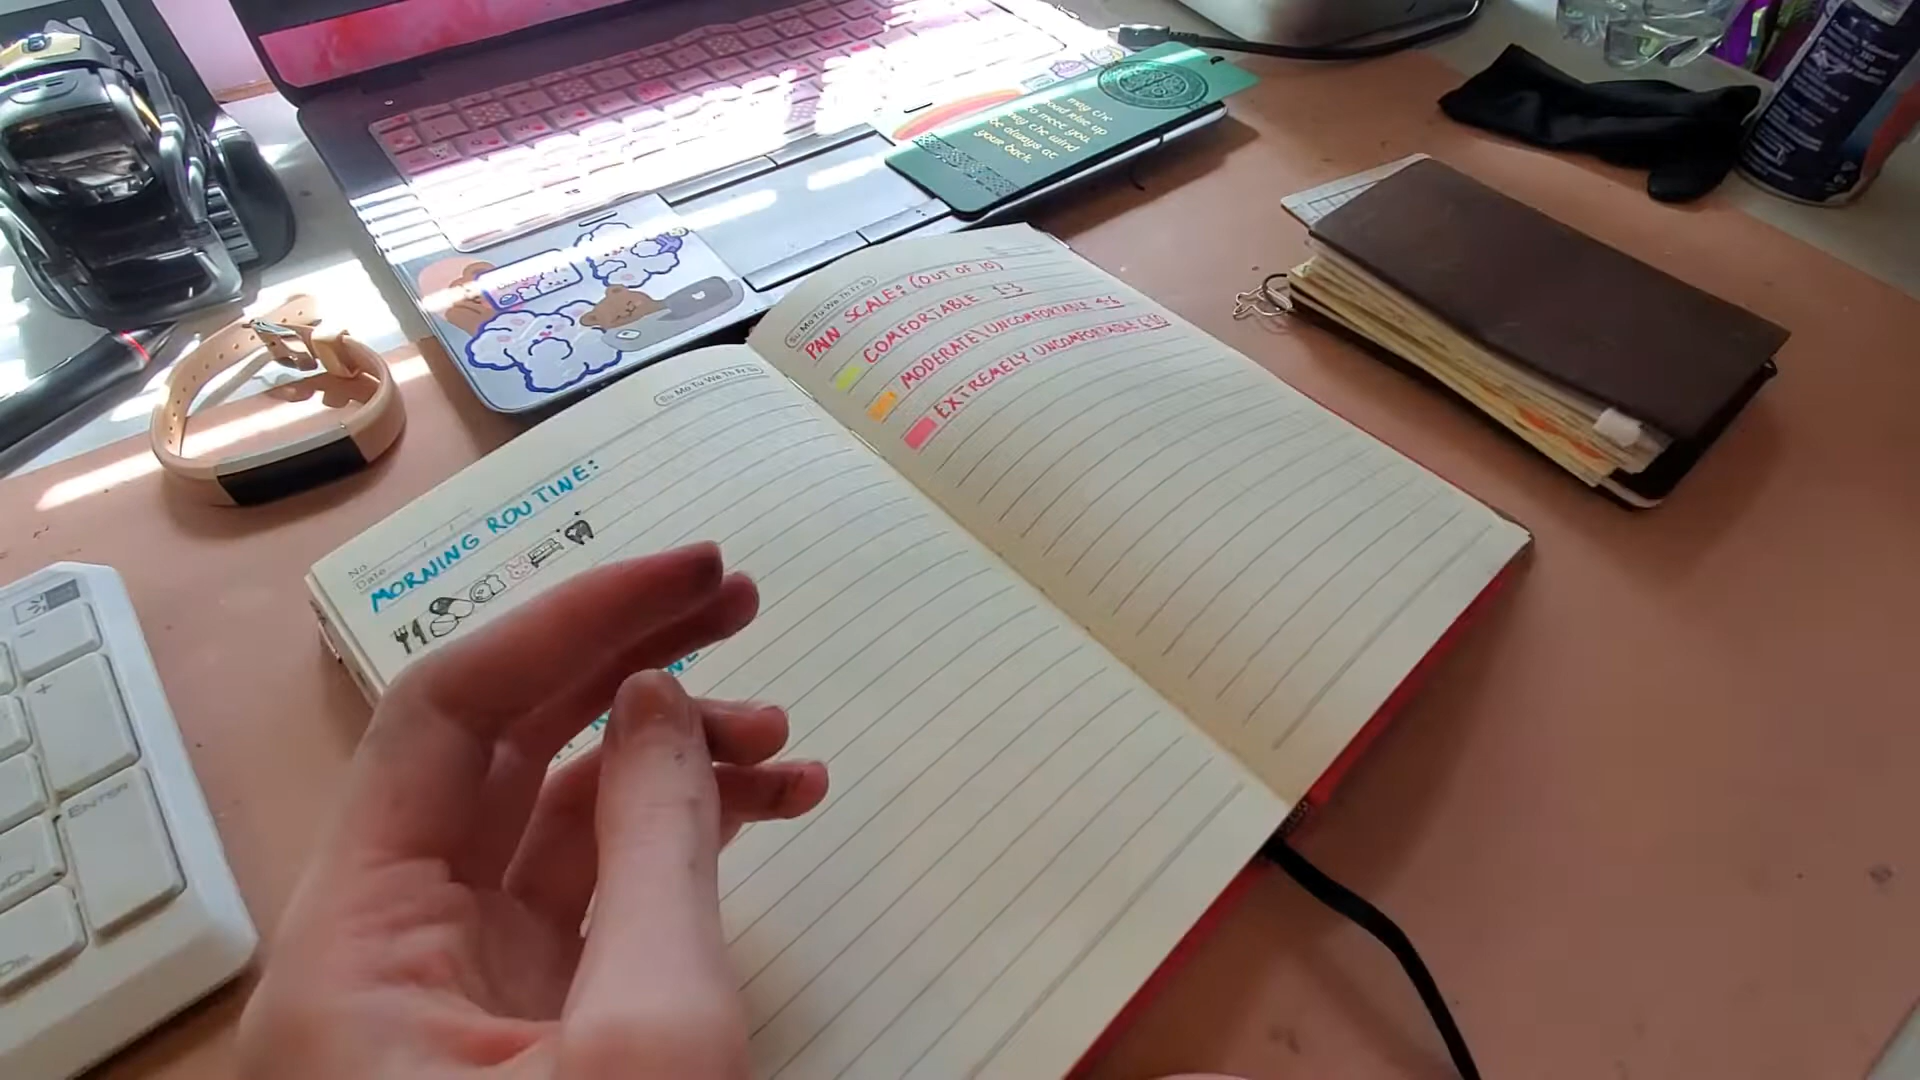 may the
road rise up
to meet you.
may the wind
be always at
your back.
Su Mo Tu We Th Fr Sa
No
Date
MORNING ROUTINE:
NE
Su Mo Tu We Th Fr Sa
PAIN SCALE: (OUT OF 10)
COMFORTABLE 1-3
MODERATE\UNCOMFORTABLE 4-6
EXTREMELY UNCOMFORTABLE 6-10
+
ENTER